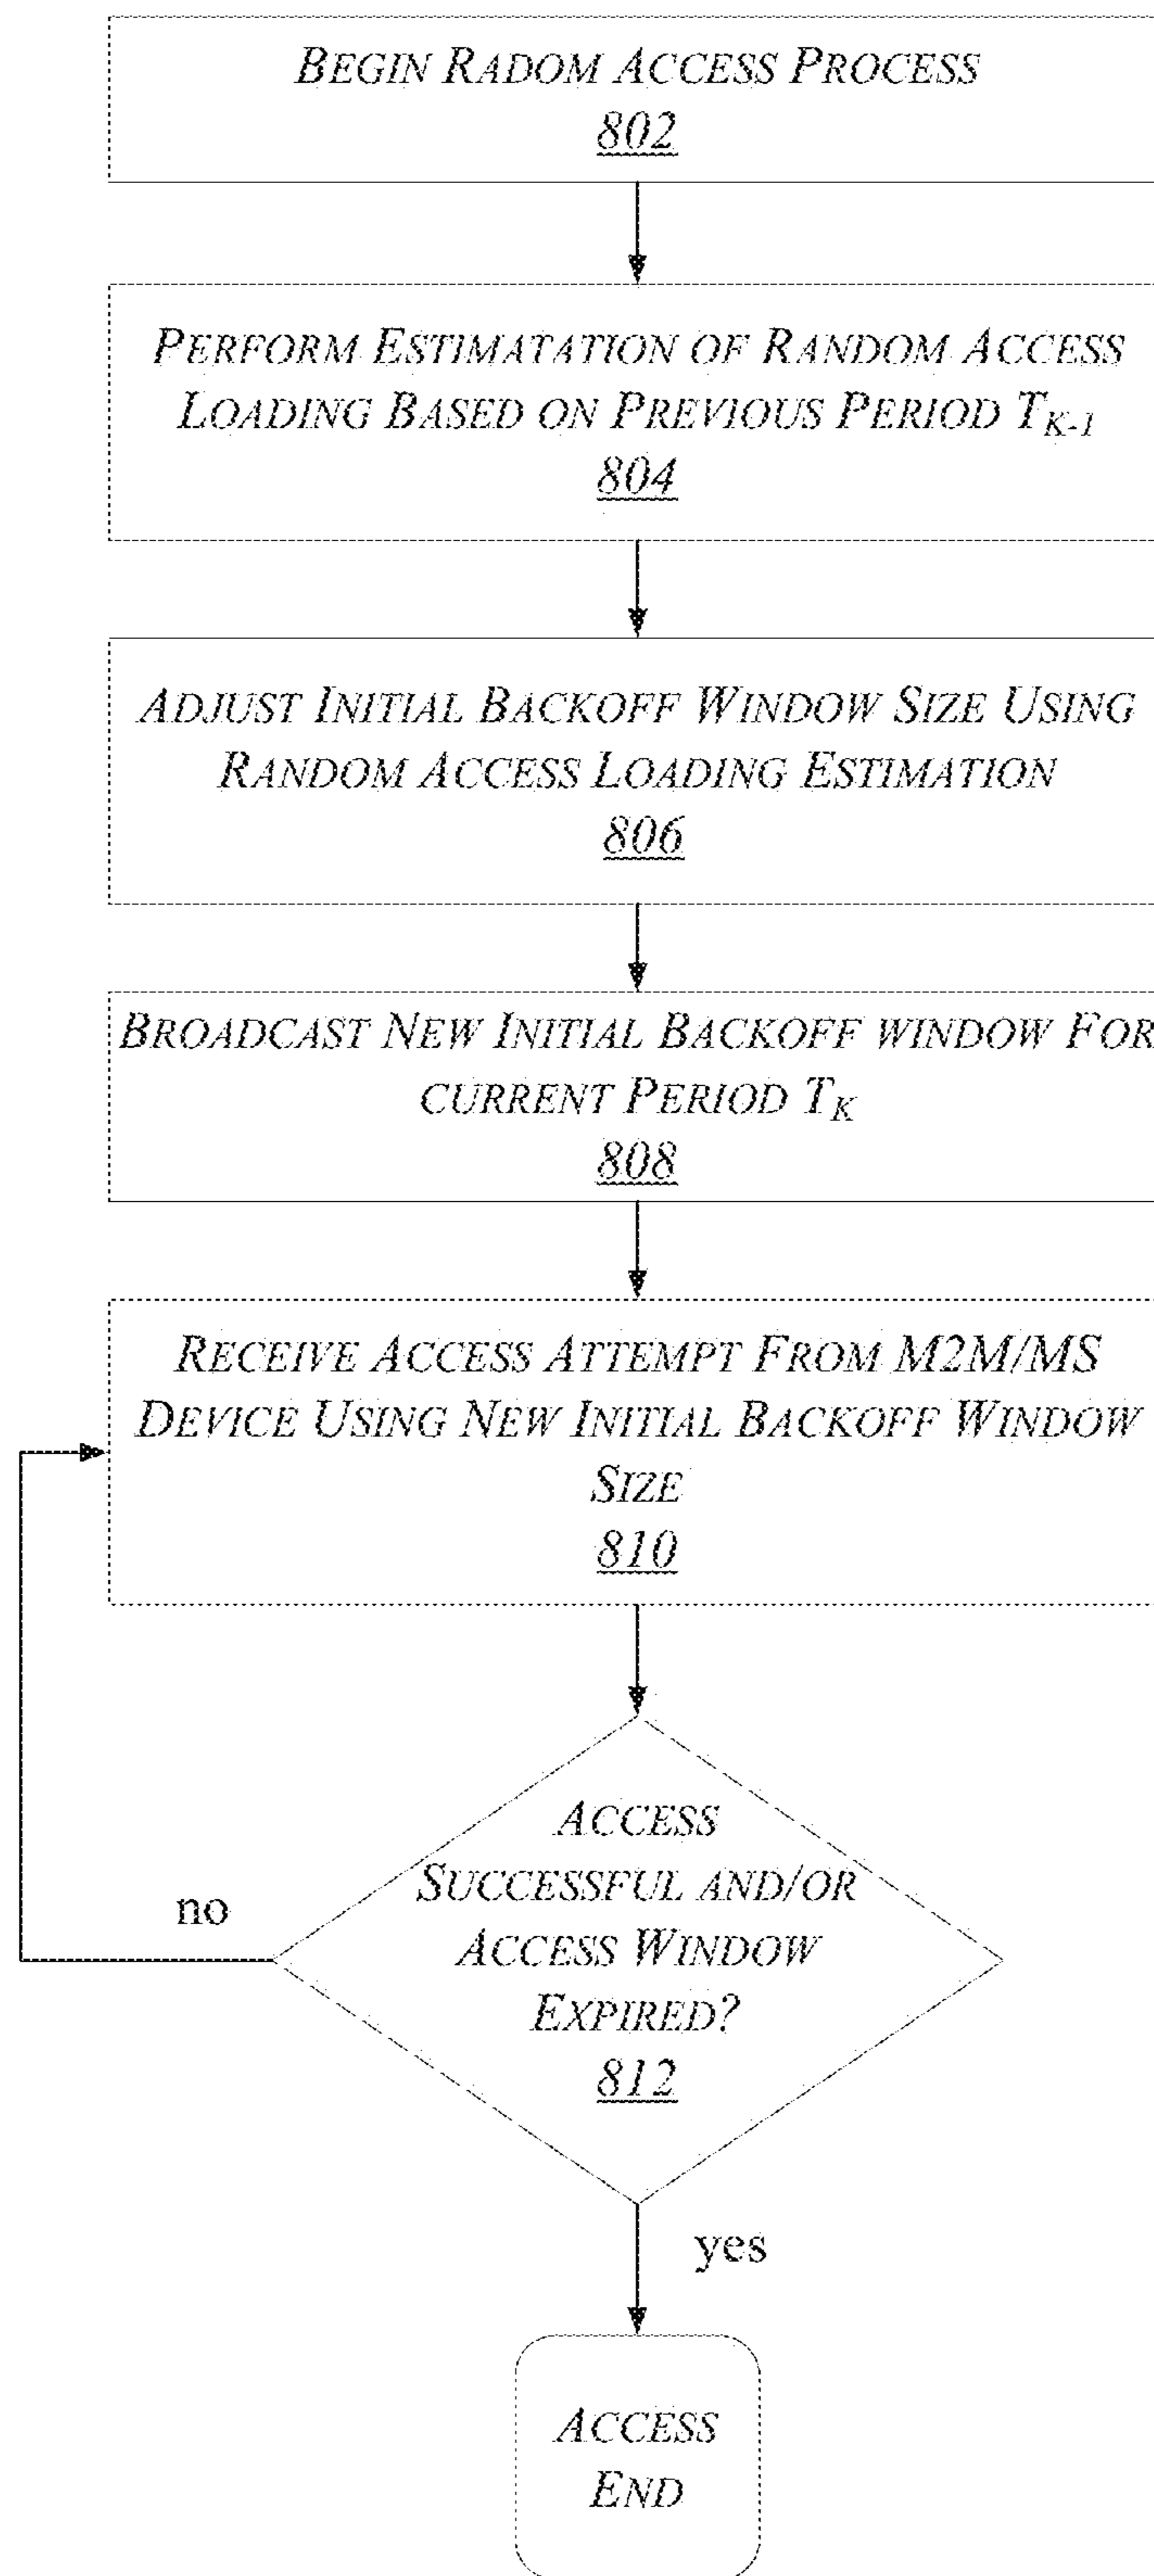 BEGIN RADOM ACCESS PROCESS
802
PERFORM ESTIMATATION OF RANDOM ACCESS
LOADING BASED ON PREVIOUS PERIOD T_{K-1}
804
ADJUST INITIAL BACKOFF WINDOW SIZE USING
RANDOM ACCESS LOADING ESTIMATION
806
BROADCAST NEW INITIAL BACKOFF WINDOW FOR
CURRENT PERIOD T_K
808
RECEIVE ACCESS ATTEMPT FROM M2M/MS
DEVICE USING NEW INITIAL BACKOFF WINDOW
SIZE
810
ACCESS
SUCCESSFUL AND/OR
ACCESS WINDOW
EXPIRED?
812
no
yes
ACCESS
END